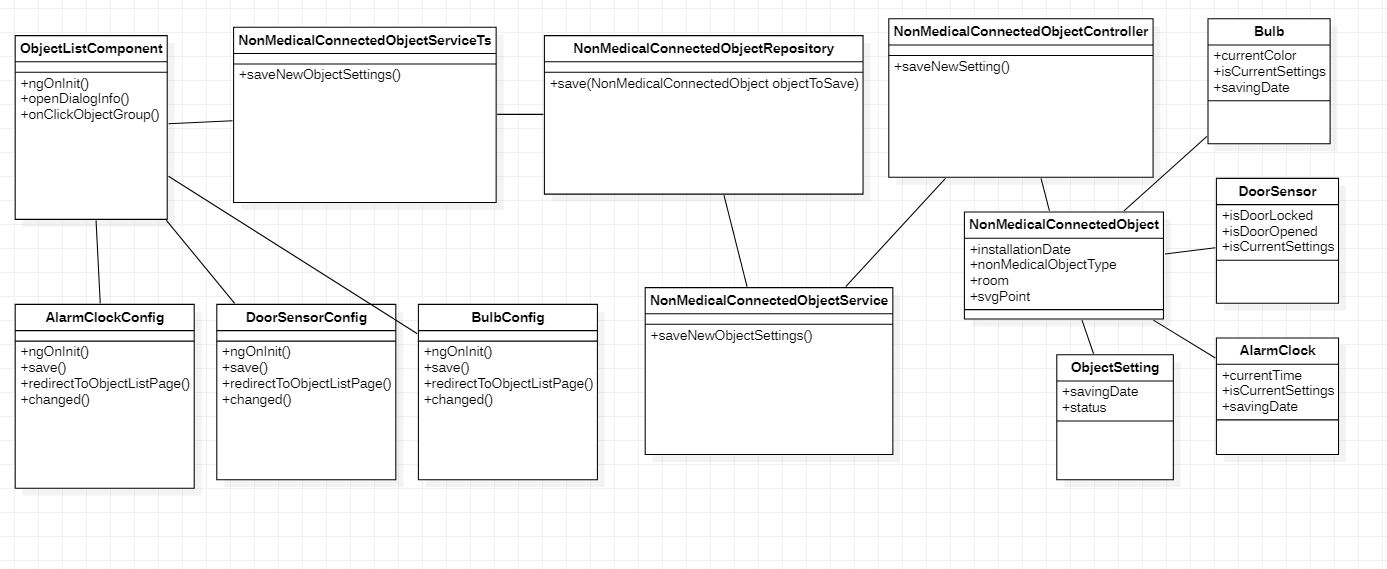 ObjectListComponent
+ngOnInit()
+openDialogInfo()
+onClickObjectGroup()
NonMedicalConnectedObjectServiceTs
+saveNewObjectSettings()
NonMedicalConnectedObjectRepository
+save(NonMedicalConnectedObject objectToSave)
NonMedicalConnectedObjectController
+saveNewSetting()
Bulb
+currentColor
+isCurrentSettings
+savingDate
DoorSensor
+isDoorLocked
+isDoorOpened
+isCurrentSettings
NonMedicalConnectedObject
+installationDate
+nonMedicalObjectType
+room
+svgPoint
AlarmClockConfig
+ngOnInit()
+save()
+redirectToObjectListPage()
+changed()
DoorSensorConfig
+ngOnInit()
+save()
+redirectToObjectListPage()
+changed()
BulbConfig
+ngOnInit()
+save()
+redirectToObjectListPage()
+changed()
NonMedicalConnectedObjectService
+saveNewObjectSettings()
ObjectSetting
+savingDate
+status
AlarmClock
+currentTime
+isCurrentSettings
+savingDate